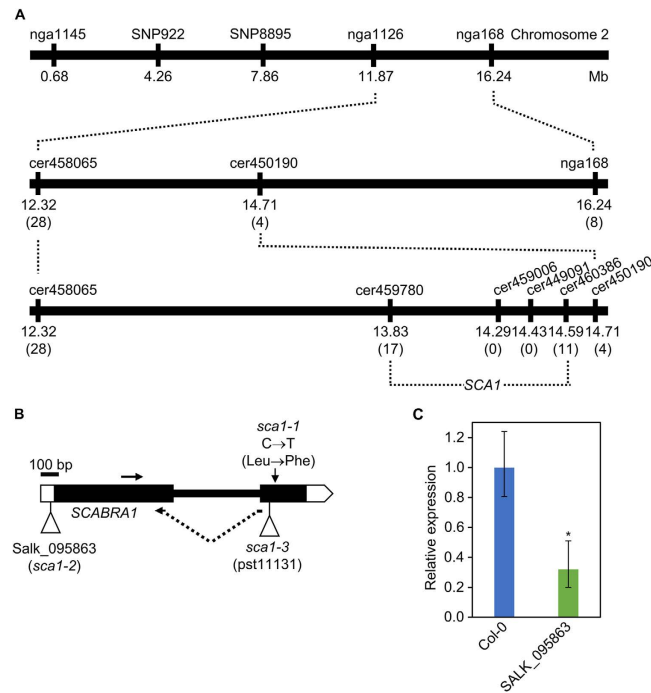 A
nga1145 SNP922 SNP8895 nga1126 nga168 Chromosome 2
0.68 4.26 7.86 11.87 16.24 Mb
cer458065 cer450190 nga168
12.32 14.71 16.24
(28) (4) (8)
cer458065 cer459780 cer459006 cer449091 cer460386 cer450190
12.32 13.83 14.29 14.43 14.59 14.71
(28) (17) (0) (0) (11) (4)
SCA1
B
sca1-1
C→T
(Leu→Phe)
100 bp
SCABRA1
Salk_095863
(sca1-2)
sca1-3
(pst11131)
C
Relative expression
1.2
1.0
0.8
0.6
0.4
0.2
0.0
*
Col-0
SALK_095863